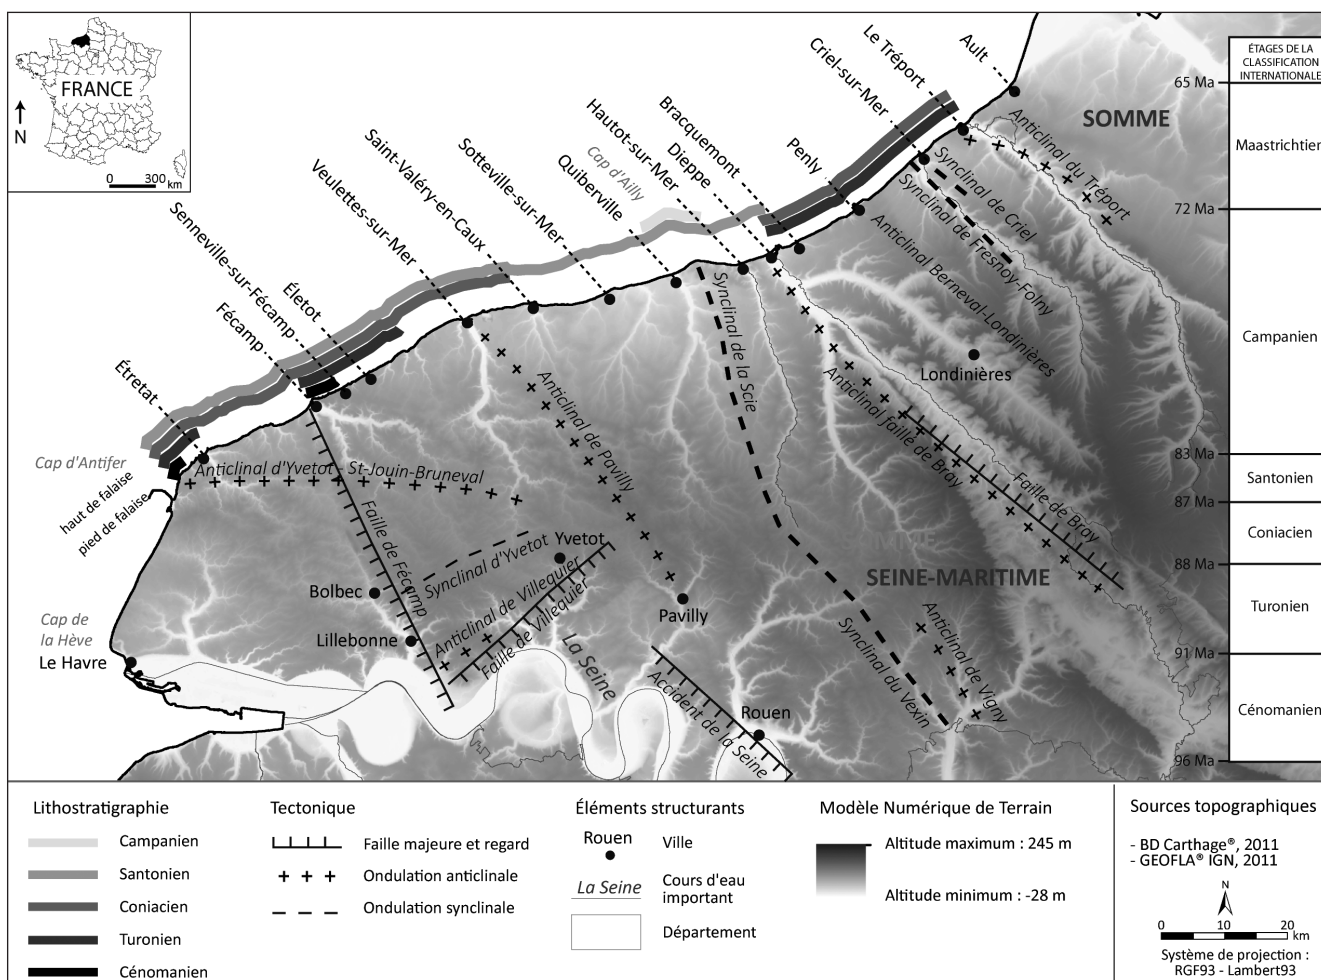 FRANCE
N
0 300
km
Ault
Le Tréport
Criel-sur-Mer
Penly
Bracquemont
Dieppe
Hautot-sur-Mer
Cap d'Ailly
Quiberville
Sotteville-sur-Mer
Saint-Valéry-en-Caux
Veulettes-sur-Mer
Életot
Senneville-sur-Fécamp
Fécamp
Étretat
Cap d'Antifer
haut de falaise
pied de falaise
Cap de
la Hève
Le Havre
SOMME
Anticlinal du Tréport
Synclinal de Criel
Synclinal de Fresnoy-Folny
Anticlinal Berneval-Londinières
Londinières
Synclinal de la Scie
Anticlinal faillé de Bray
Faille de Bray
Anticlinal de Pavilly
Anticlinal d'Yvetot - St-Jouin-Bruneval
Faille de Fécamp
Synclinal d'Yvetot
Yvetot
Bolbec
Lillebonne
Anticlinal de Villequier
Faille de Villequier
Pavilly
La Seine
SEINE-MARITIME
Synclinal du Vexin
Anticlinal de Vigny
Accident de la Seine
Rouen
ÉTAGES DE LA
CLASSIFICATION
INTERNATIONALE
65 Ma
Maastrichtien
72 Ma
Campanien
83 Ma
Santonien
87 Ma
Coniacien
88 Ma
Turonien
91 Ma
Cénomanien
96 Ma
Lithostratigraphie
Campanien
Santonien
Coniacien
Turonien
Cénomanien
Tectonique
Faille majeure et regard
Ondulation anticlinale
Ondulation synclinale
Éléments structurants
Rouen
Ville
La Seine
Cours d'eau
important
Département
Modèle Numérique de Terrain
Altitude maximum : 245 m
Altitude minimum : -28 m
Sources topographiques
- BD Carthage®, 2011
- GEOFLA® IGN, 2011
N
0 10 20
km
Système de projection :
RGF93 - Lambert93